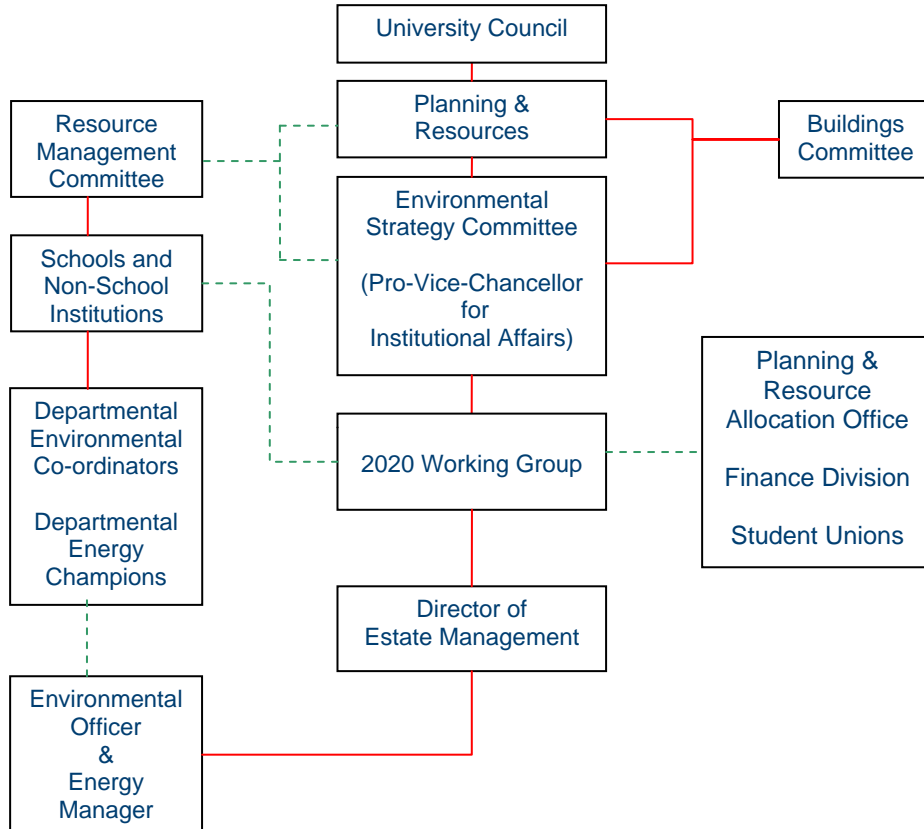 University Council
Planning &
Resources
Resource
Management
Committee
Buildings
Committee
Environmental
Strategy Committee
(Pro-Vice-Chancellor
for
Institutional Affairs)
Schools and
Non-School
Institutions
Planning &
Resource
Allocation Office
Finance Division
Student Unions
Departmental
Environmental
Co-ordinators
Departmental
Energy
Champions
2020 Working Group
Director of
Estate Management
Environmental
Officer
&
Energy
Manager